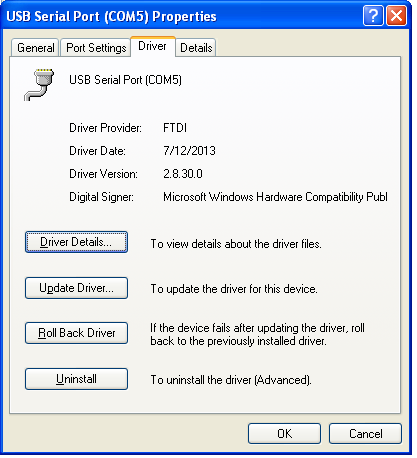 USB Serial Port (COM5) Properties
General Port Settings Driver Details
USB Serial Port (COM5)
Driver Provider: FTDI
Driver Date: 7/12/2013
Driver Version: 2.8.30.0
Digital Signer: Microsoft Windows Hardware Compatibility Publ
Driver Details... To view details about the driver files.
Update Driver... To update the driver for this device.
Roll Back Driver If the device fails after updating the driver, roll
back to the previously installed driver.
Uninstall To uninstall the driver (Advanced).
OK Cancel